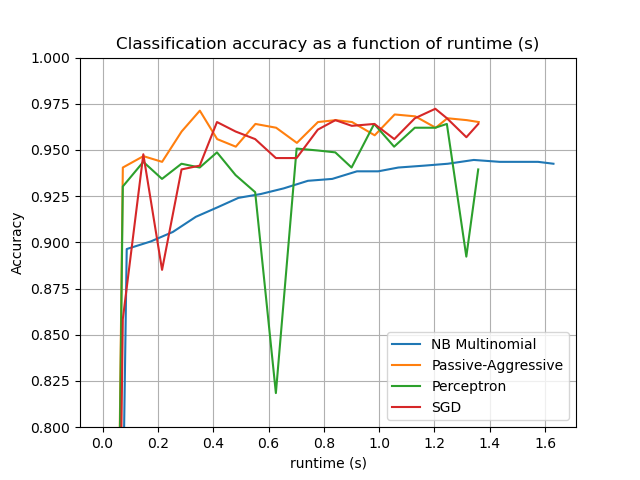 Classification accuracy as a function of runtime (s)
1.000
0.975
0.950
0.925
0.900
0.875
0.850
0.825
0.800
Accuracy
0.0 0.2 0.4 0.6 0.8 1.0 1.2 1.4 1.6
runtime (s)
NB Multinomial
Passive-Aggressive
Perceptron
SGD